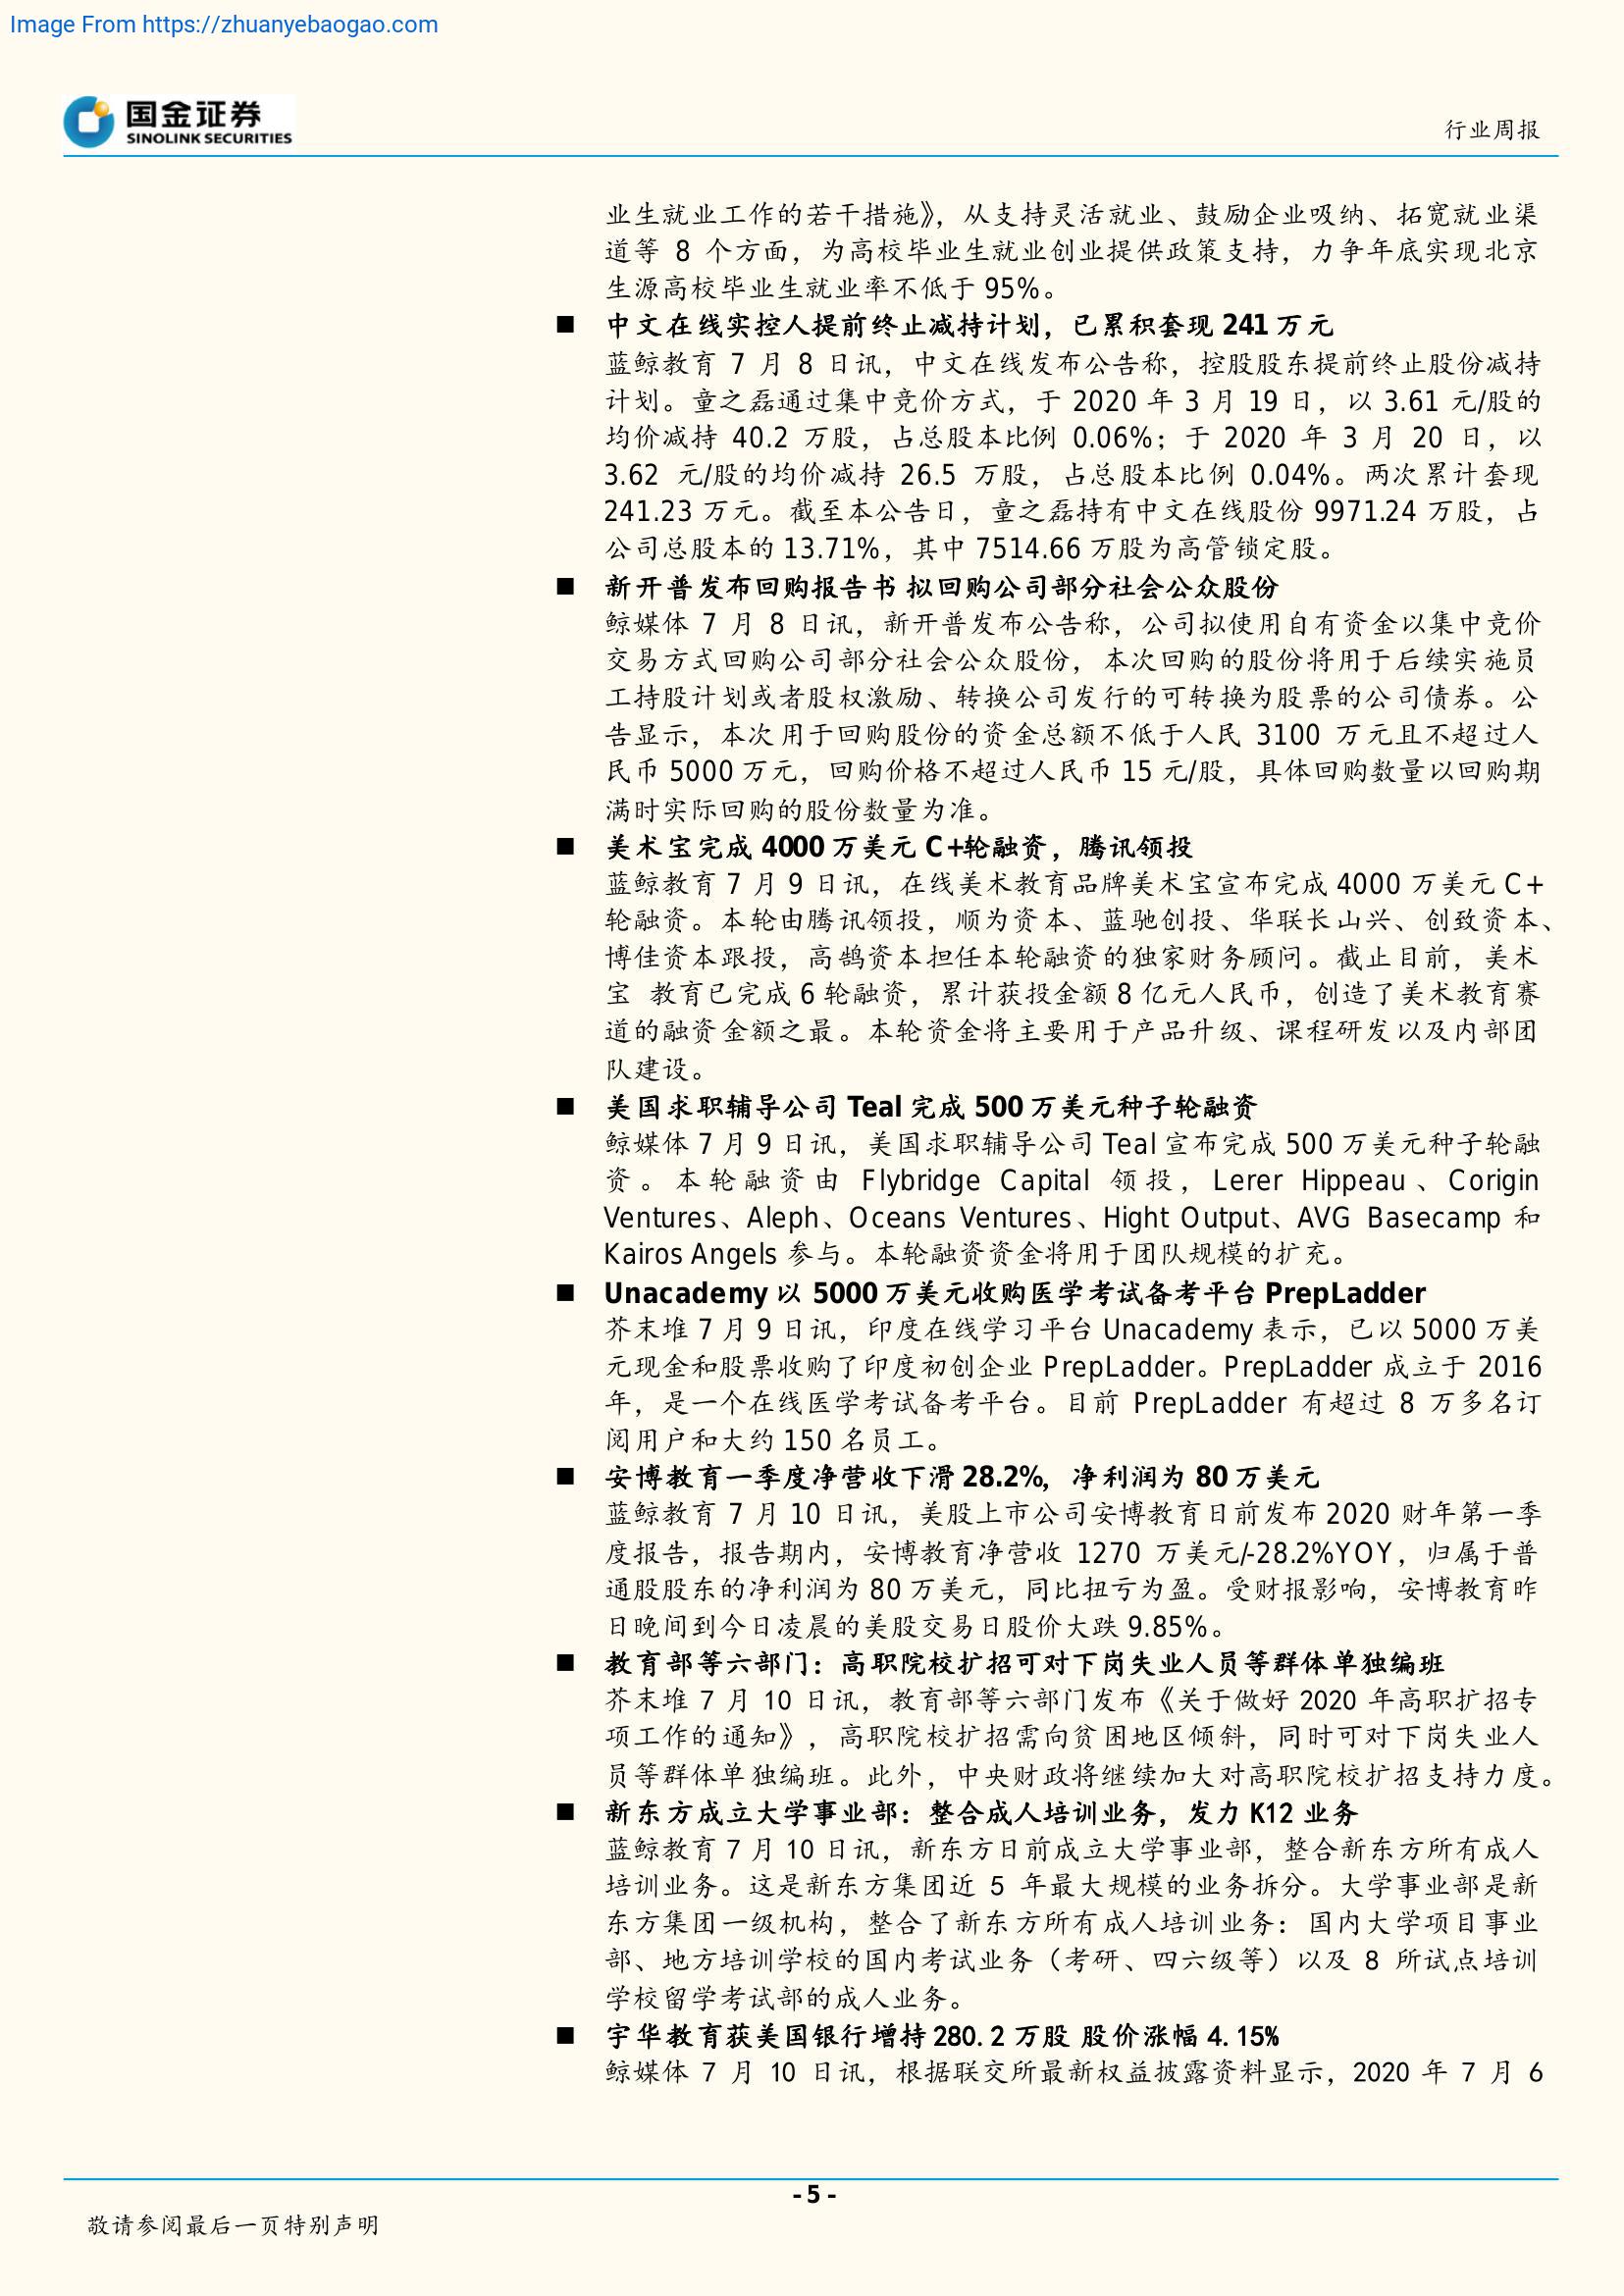 Image From https://zhuanyebaogao.com
国金证券
SINOLINK SECURITIES
行业周报
业生就业工作的若干措施》，从支持灵活就业、鼓励企业吸纳、拓宽就业渠
道等 8 个方面，为高校毕业生就业创业提供政策支持，力争年底实现北京
生源高校毕业生就业率不低于 95%。
■ 中文在线实控人提前终止减持计划，已累积套现 241 万元
蓝鲸教育 7 月 8 日讯，中文在线发布公告称，控股股东提前终止股份减持
计划。童之磊通过集中竞价方式，于 2020 年 3 月 19 日，以 3.61 元/股的
均价减持 40.2 万股，占总股本比例 0.06%；于 2020 年 3 月 20 日，以
3.62 元/股的均价减持 26.5 万股，占总股本比例 0.04%。两次累计套现
241.23 万元。截至本公告日，童之磊持有中文在线股份 9971.24 万股，占
公司总股本的 13.71%，其中 7514.66 万股为高管锁定股。
■ 新开普发布回购报告书 拟回购公司部分社会公众股份
鲸媒体 7 月 8 日讯，新开普发布公告称，公司拟使用自有资金以集中竞价
交易方式回购公司部分社会公众股份，本次回购的股份将用于后续实施员
工持股计划或者股权激励、转换公司发行的可转换为股票的公司债券。公
告显示，本次用于回购股份的资金总额不低于人民 3100 万元且不超过人
民币 5000 万元，回购价格不超过人民币 15 元/股，具体回购数量以回购期
满时实际回购的股份数量为准。
■ 美术宝完成 4000 万美元 C+轮融资，腾讯领投
蓝鲸教育 7 月 9 日讯，在线美术教育品牌美术宝宣布完成 4000 万美元 C+
轮融资。本轮由腾讯领投，顺为资本、蓝驰创投、华联长山兴、创致资本、
博佳资本跟投，高鹄资本担任本轮融资的独家财务顾问。截止目前，美术
宝 教育已完成 6 轮融资，累计获投金额 8 亿元人民币，创造了美术教育赛
道的融资金额之最。本轮资金将主要用于产品升级、课程研发以及内部团
队建设。
■ 美国求职辅导公司 Teal 完成 500 万美元种子轮融资
鲸媒体 7 月 9 日讯，美国求职辅导公司 Teal 宣布完成 500 万美元种子轮融
资。本轮融资由 Flybridge Capital 领投，Lerer Hippeau、Corigin
Ventures、Aleph、Oceans Ventures、Hight Output、AVG Basecamp 和
Kairos Angels 参与。本轮融资资金将用于团队规模的扩充。
■ Unacademy 以 5000 万美元收购医学考试备考平台 PrepLadder
芥末堆 7 月 9 日讯，印度在线学习平台 Unacademy 表示，已以 5000 万美
元现金和股票收购了印度初创企业 PrepLadder。PrepLadder 成立于 2016
年，是一个在线医学考试备考平台。目前 PrepLadder 有超过 8 万多名订
阅用户和大约 150 名员工。
■ 安博教育一季度净营收下滑 28.2%，净利润为 80 万美元
蓝鲸教育 7 月 10 日讯，美股上市公司安博教育日前发布 2020 财年第一季
度报告，报告期内，安博教育净营收 1270 万美元/-28.2%YOY，归属于普
通股股东的净利润为 80 万美元，同比扭亏为盈。受财报影响，安博教育昨
日晚间到今日凌晨的美股交易日股价大跌 9.85%。
■ 教育部等六部门：高职院校扩招可对下岗失业人员等群体单独编班
芥末堆 7 月 10 日讯，教育部等六部门发布《关于做好 2020 年高职扩招专
项工作的通知》，高职院校扩招需向贫困地区倾斜，同时可对下岗失业人
员等群体单独编班。此外，中央财政将继续加大对高职院校扩招支持力度。
■ 新东方成立大学事业部：整合成人培训业务，发力 K12 业务
蓝鲸教育 7 月 10 日讯，新东方日前成立大学事业部，整合新东方所有成人
培训业务。这是新东方集团近 5 年最大规模的业务拆分。大学事业部是新
东方集团一级机构，整合了新东方所有成人培训业务：国内大学项目事业
部、地方培训学校的国内考试业务（考研、四六级等）以及 8 所试点培训
学校留学考试部的成人业务。
■ 宇华教育获美国银行增持 280.2 万股 股价涨幅 4.15%
鲸媒体 7 月 10 日讯，根据联交所最新权益披露资料显示，2020 年 7 月 6
- 5 -
敬请参阅最后一页特别声明